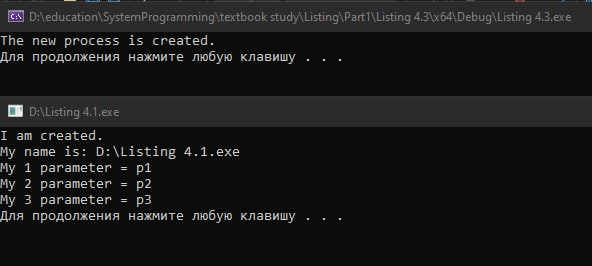 D:\education\SystemProgramming\textbook study\Listing\Part1\Listing 4.3\x64\Debug\Listing 4.3.exe
The new process is created.
Для продолжения нажмите любую клавишу . . .
D:\Listing 4.1.exe
I am created.
My name is: D:\Listing 4.1.exe
My 1 parameter = p1
My 2 parameter = p2
My 3 parameter = p3
Для продолжения нажмите любую клавишу . . .